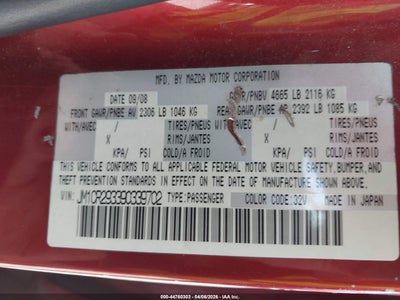 MFD. BY MAZDA MOTOR CORPORATION
DATE 09/08 GVWR/PNBV 4665 LB 2116 KG
FRONT GAWR/PNBE AV 2306 LB 1046 KG REAR GAWR/PNBE AR 2392 LB 1085 KG
WITH/AVEC / TIRES/PNEUS WITH/AVEC / TIRES/PNEUS
X RIMS/JANTES X RIMS/JANTES
KPA/ PSI COLD/A FROID KPA/ PSI COLD/A FROID
THIS VEHICLE CONFORMS TO ALL APPLICABLE FEDERAL MOTOR VEHICLE SAFETY, BUMPER, AND
THEFT PREVENTION STANDARDS IN EFFECT ON THE DATE OF MANUFACTURE SHOWN ABOVE.
VIN: JM1CR293390339702 TYPE:PASSENGER COLOR CODE:32V MADE IN JAPAN
000-44760303 - 04/08/2026 - IAA Inc.